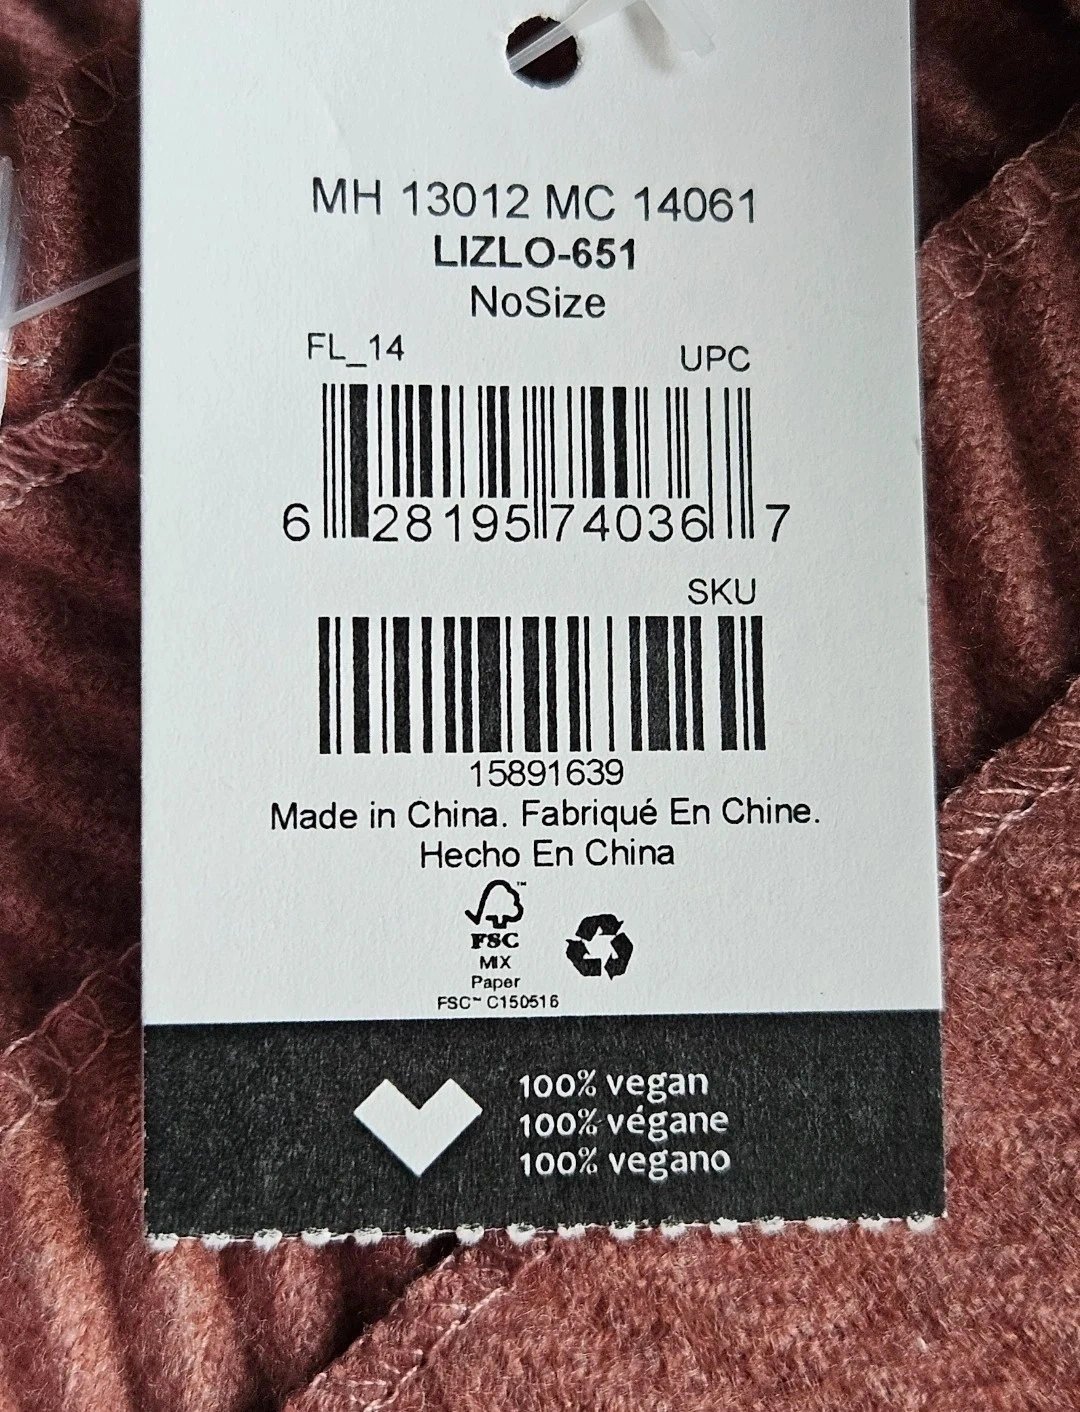 MH 13012 MC 14061
LIZLO-651
NoSize
FL_14
UPC
6 28195 74036 7
SKU
15891639
Made in China. Fabriqué En Chine.
Hecho En China
FSC™
MIX
Paper
FSC™ C150516
100% vegan
100% végane
100% vegano